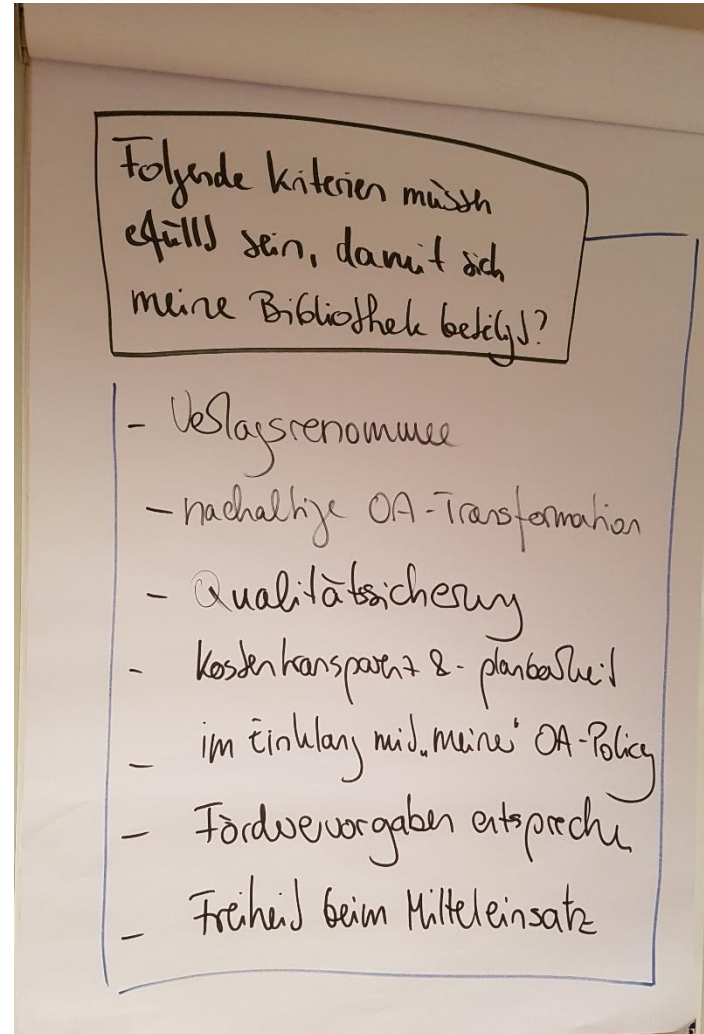 Folgende Kriterien müssen
erfüllt sein, damit sich
meine Bibliothek beteiligt?
- Verlagsrenommee
- nachaltige OA-Transformation
- Qualitätssicherung
- Kostentransparenz & -planbarkeit
- im Einklang mit „meiner“ OA-Policy
- Fördervorgaben entsprechen
- Freiheit beim Mitteleinsatz